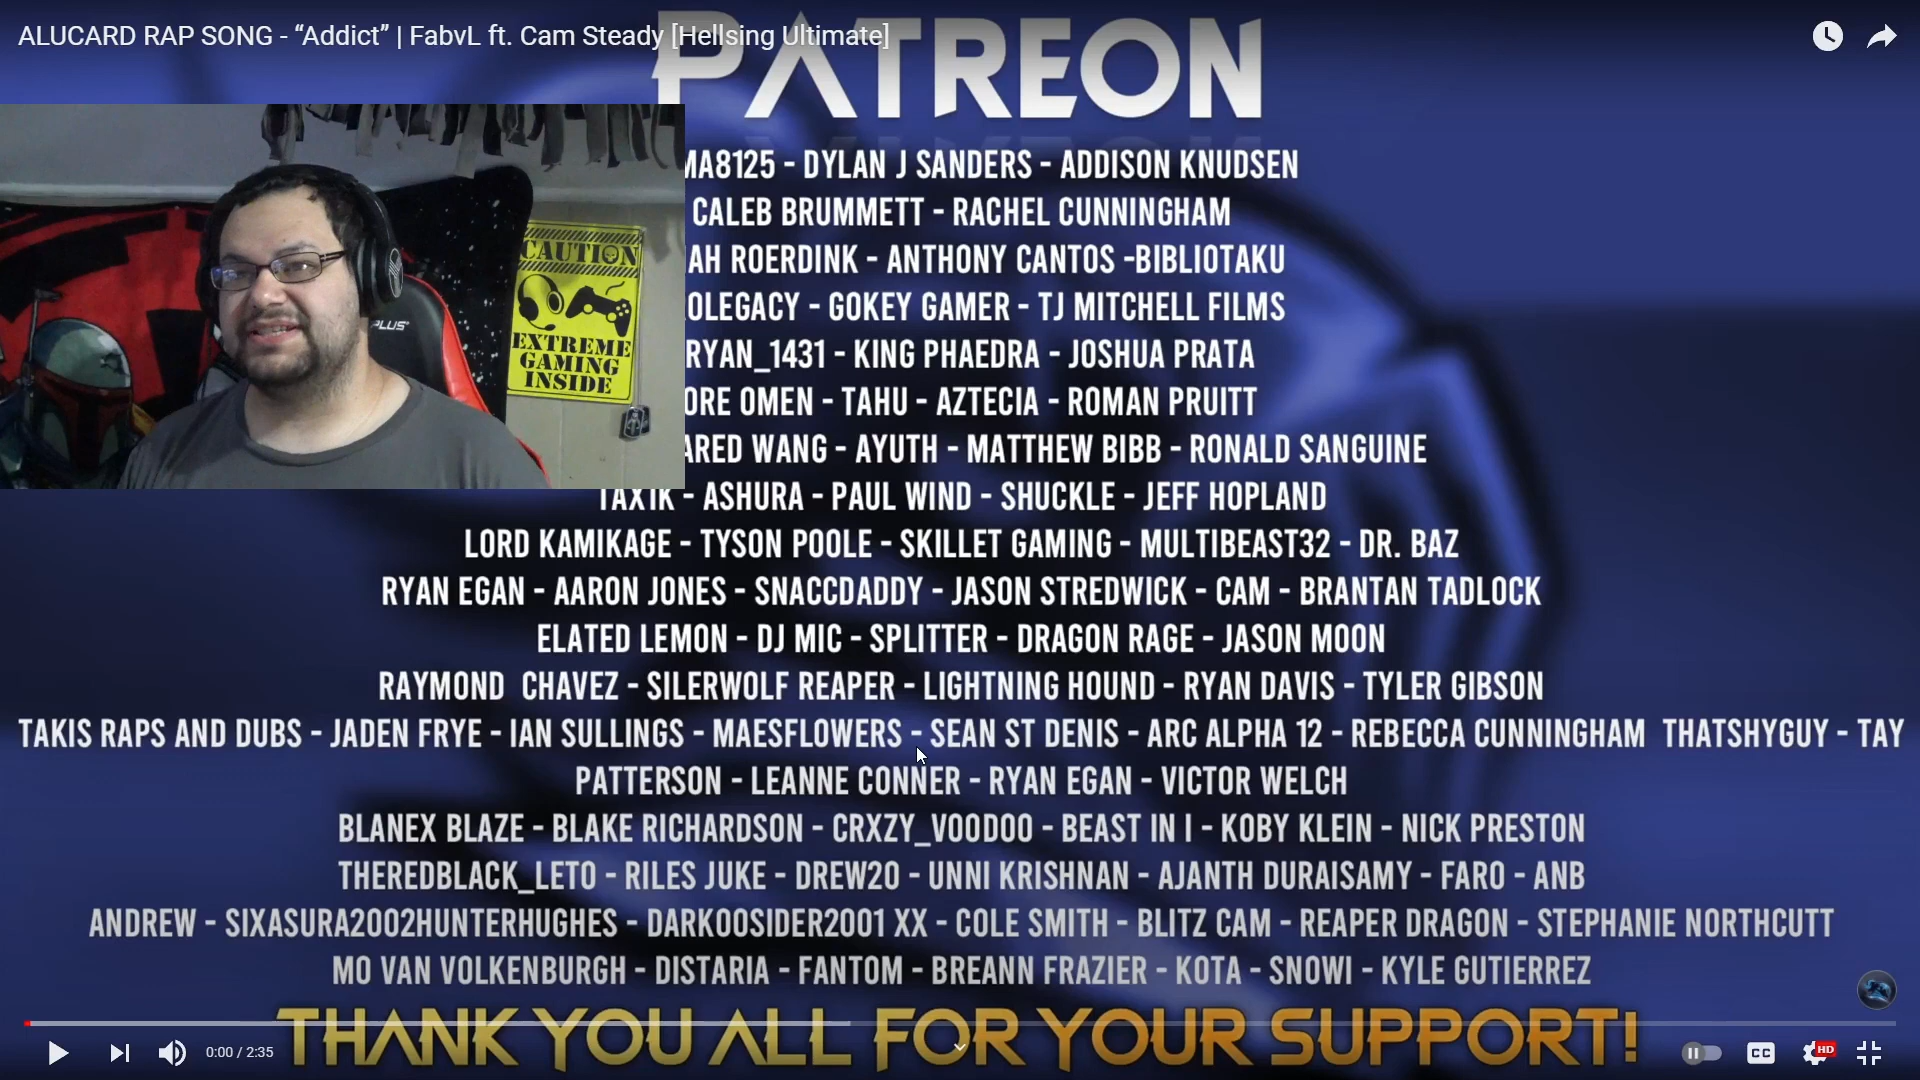 ALUCARD RAP SONG - “Addict” | FabvL ft. Cam Steady [Hellsing Ultimate]
PATREON
MA8125 - DYLAN J SANDERS - ADDISON KNUDSEN
CALEB BRUMMETT - RACHEL CUNNINGHAM
AH ROERDINK - ANTHONY CANTOS -BIBLIOTAKU
OLEGACY - GOKEY GAMER - TJ MITCHELL FILMS
RYAN_1431 - KING PHAEDRA - JOSHUA PRATA
ORE OMEN - TAHU - AZTECIA - ROMAN PRUITT
ARED WANG - AYUTH - MATTHEW BIBB - RONALD SANGUINE
TAX1K - ASHURA - PAUL WIND - SHUCKLE - JEFF HOPLAND
LORD KAMIKAGE - TYSON POOLE - SKILLET GAMING - MULTIBEAST32 - DR. BAZ
RYAN EGAN - AARON JONES - SNACCDADDY - JASON STREDWICK - CAM - BRANTAN TADLOCK
ELATED LEMON - DJ MIC - SPLITTER - DRAGON RAGE - JASON MOON
RAYMOND CHAVEZ - SILERWOLF REAPER - LIGHTNING HOUND - RYAN DAVIS - TYLER GIBSON
TAKIS RAPS AND DUBS - JADEN FRYE - IAN SULLINGS - MAESFLOWERS - SEAN ST DENIS - ARC ALPHA 12 - REBECCA CUNNINGHAM THATSHYGUY - TAY
PATTERSON - LEANNE CONNER - RYAN EGAN - VICTOR WELCH
BLANEX BLAZE - BLAKE RICHARDSON - CRXZY_VOODOO - BEAST IN I - KOBY KLEIN - NICK PRESTON
THEREDBLACK_LETO - RILES JUKE - DREW20 - UNNI KRISHNAN - AJANTH DURAISAMY - FARO - ANB
ANDREW - SIXASURA2002HUNTERHUGHES - DARKOOSIDER2001 XX - COLE SMITH - BLITZ CAM - REAPER DRAGON - STEPHANIE NORTHCUTT
MO VAN VOLKENBURGH - DISTARIA - FANTOM - BREANN FRAZIER - KOTA - SNOWI - KYLE GUTIERREZ
THANK YOU ALL FOR YOUR SUPPORT!
CAUTION
EXTREME
GAMING
INSIDE
PLUS
0:00 / 2:35
CC
HD